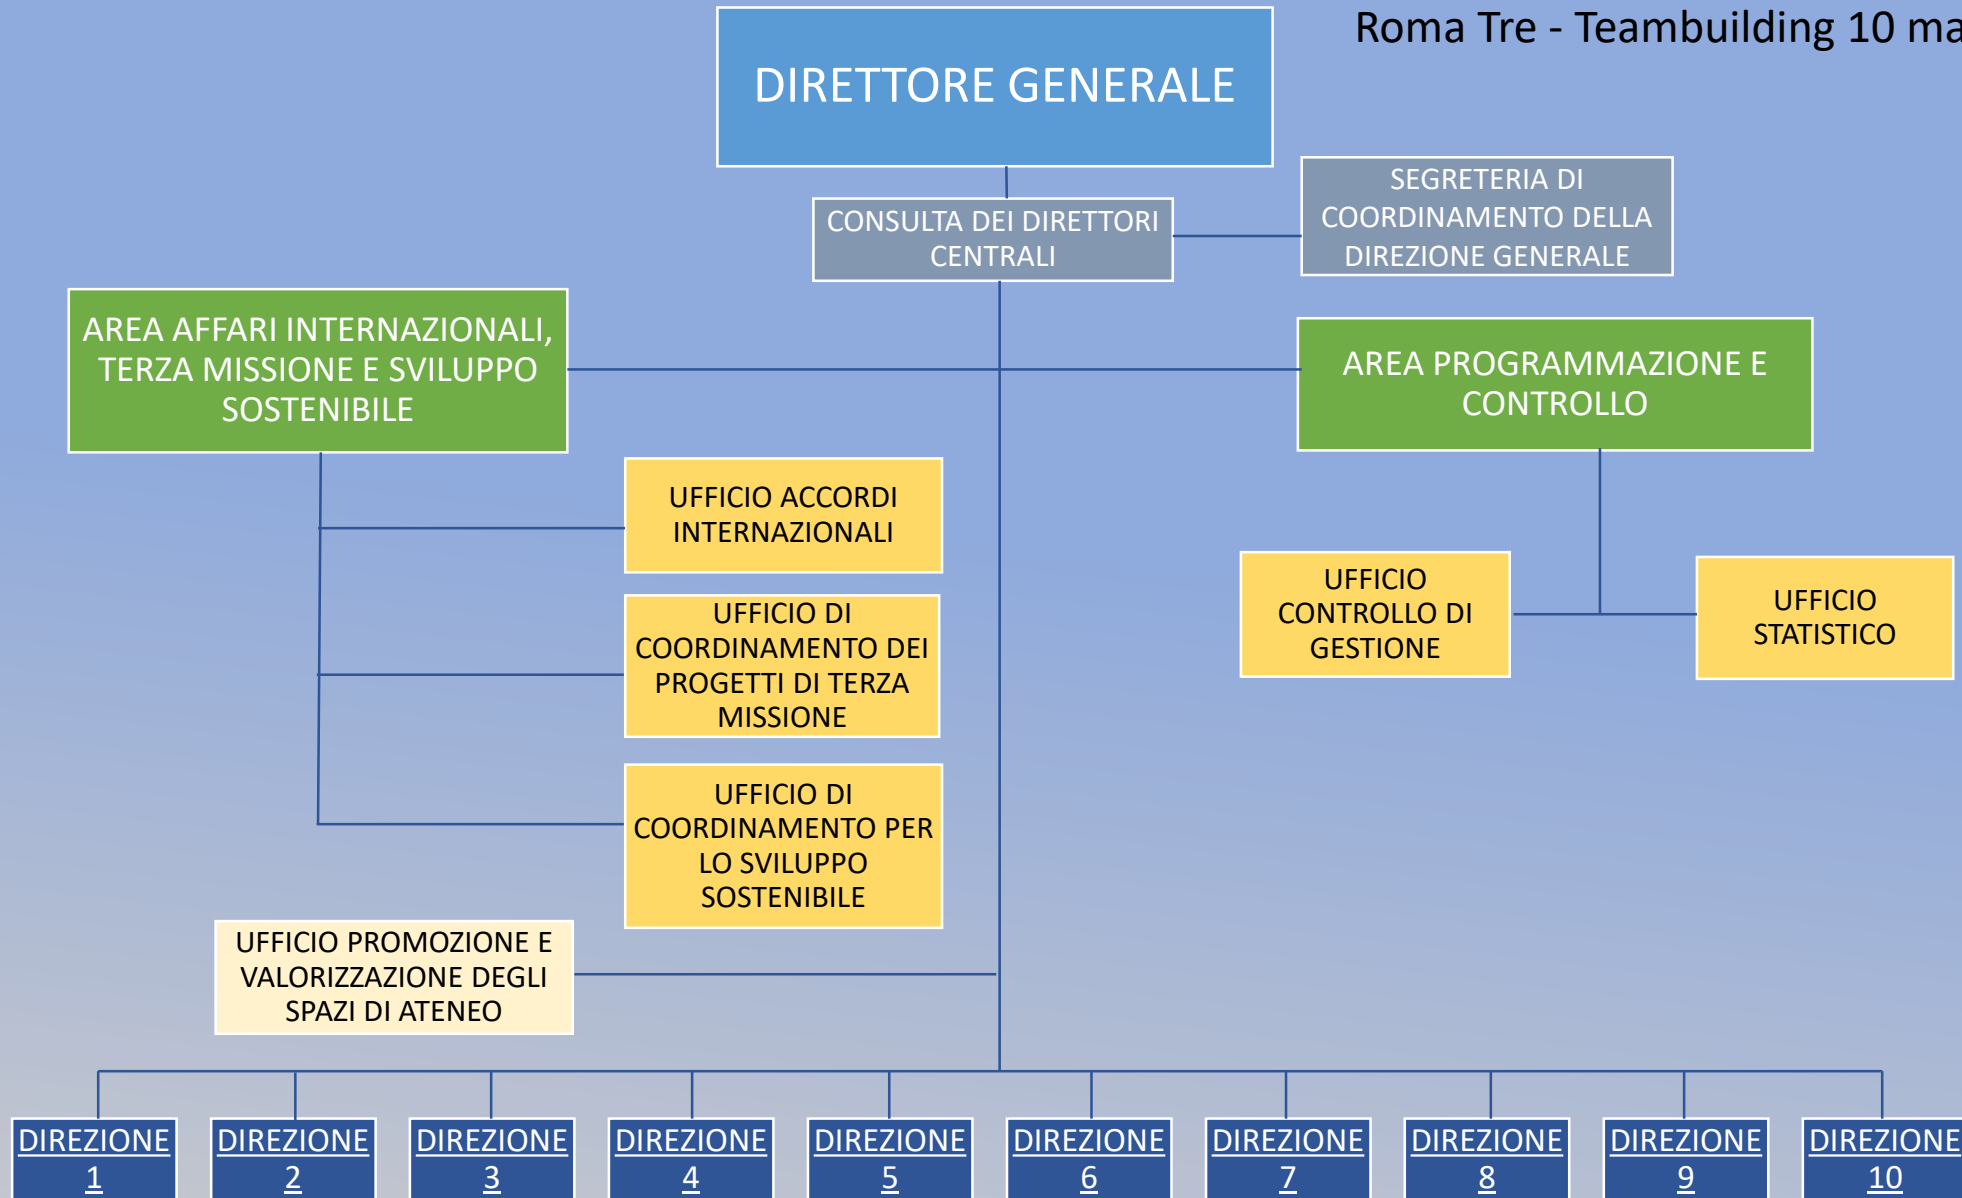 Roma Tre - Teambuilding 10
DIRETTORE GENERALE
SEGRETERIA DI
COORDINAMENTO DELLA
DIREZIONE GENERALE
CONSULTA DEI DIRETTORI
CENTRALI
AREA AFFARI INTERNAZIONALI,
TERZA MISSIONE E SVILUPPO
SOSTENIBILE
AREA PROGRAMMAZIONE E
CONTROLLO
UFFICIO ACCORDI
INTERNAZIONALI
UFFICIO DI
COORDINAMENTO DEI
PROGETTI DI TERZA
MISSIONE
UFFICIO DI
COORDINAMENTO PER
LO SVILUPPO
SOSTENIBILE
UFFICIO
CONTROLLO DI
GESTIONE
UFFICIO
STATISTICO
UFFICIO PROMOZIONE E
VALORIZZAZIONE DEGLI
SPAZI DI ATENEO
DIREZIONE
1
DIREZIONE
2
DIREZIONE
3
DIREZIONE
4
DIREZIONE
5
DIREZIONE
6
DIREZIONE
7
DIREZIONE
8
DIREZIONE
9
DIREZIONE
10